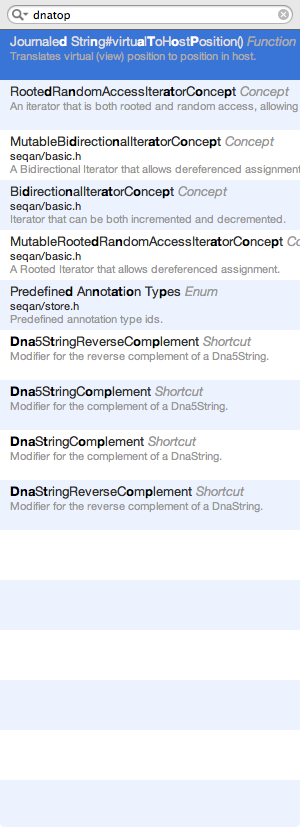 dnatop
Journaled String#virtualToHostPosition() Function
Translates virtual (view) position to position in host.
RootedRandomAccessIteratorConcept Concept
An iterator that is both rooted and random access, allowing
MutableBidirectionalIteratorConcept Concept
seqan/basic.h
A Bidirectional Iterator that allows dereferenced assignment
BidirectionalIteratorConcept Concept
seqan/basic.h
Iterator that can be both incremented and decremented.
MutableRootedRandomAccessIteratorConcept Co
seqan/basic.h
A Rooted Iterator that allows dereferenced assignment.
Predefined Annotation Types Enum
seqan/store.h
Predefined annotation type ids.
Dna5StringReverseComplement Shortcut
Modifier for the reverse complement of a Dna5String.
Dna5StringComplement Shortcut
Modifier for the complement of a Dna5String.
DnaStringComplement Shortcut
Modifier for the complement of a DnaString.
DnaStringReverseComplement Shortcut
Modifier for the reverse complement of a DnaString.